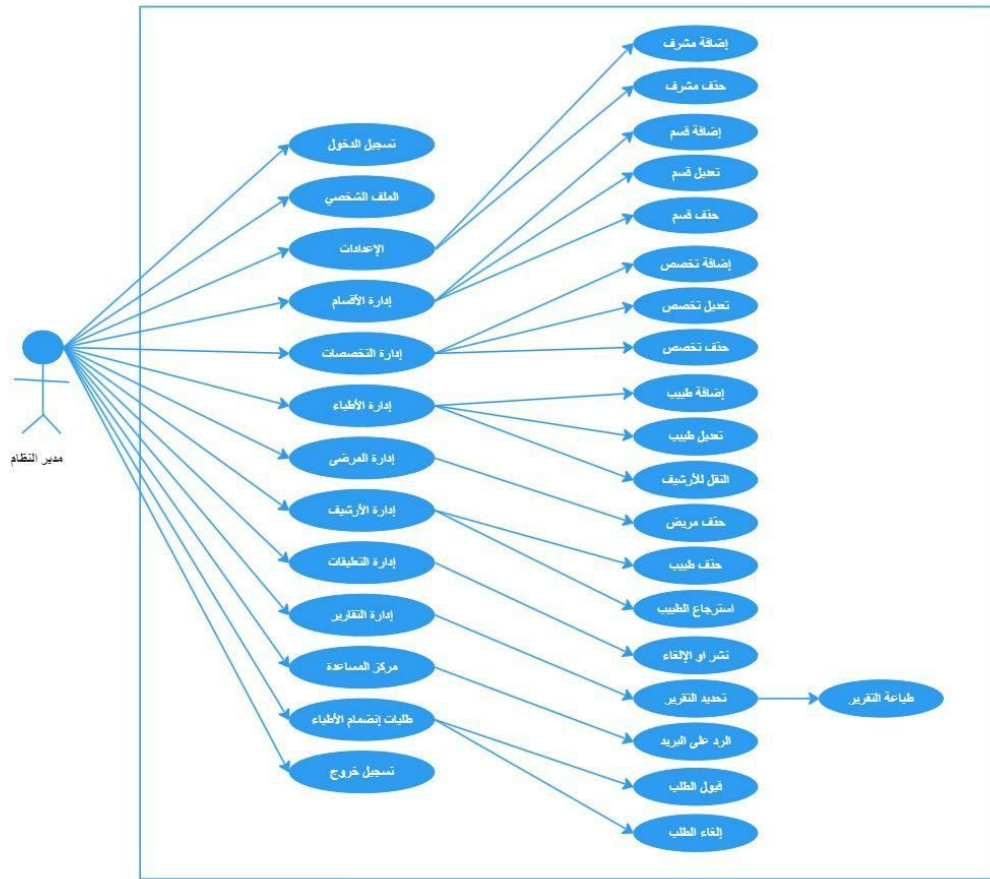 مدير النظام
تسجيل الدخول
الملف الشخصي
الإعدادات
إدارة الأقسام
إدارة التخصصات
إدارة الأطباء
إدارة المرضى
إدارة الأرشيف
إدارة التعليقات
إدارة التقارير
مركز المساعدة
طلبات إنضمام الأطباء
تسجيل خروج
إضافة مشرف
حذف مشرف
إضافة قسم
تعديل قسم
حذف قسم
إضافة تخصص
تعديل تخصص
حذف تخصص
إضافة طبيب
تعديل طبيب
النقل للأرشيف
حذف مريض
حذف طبيب
استرجاع الطبيب
نشر او الإلغاء
تحديد التقرير
الرد على البريد
قبول الطلب
إلغاء الطلب
طباعة التقرير